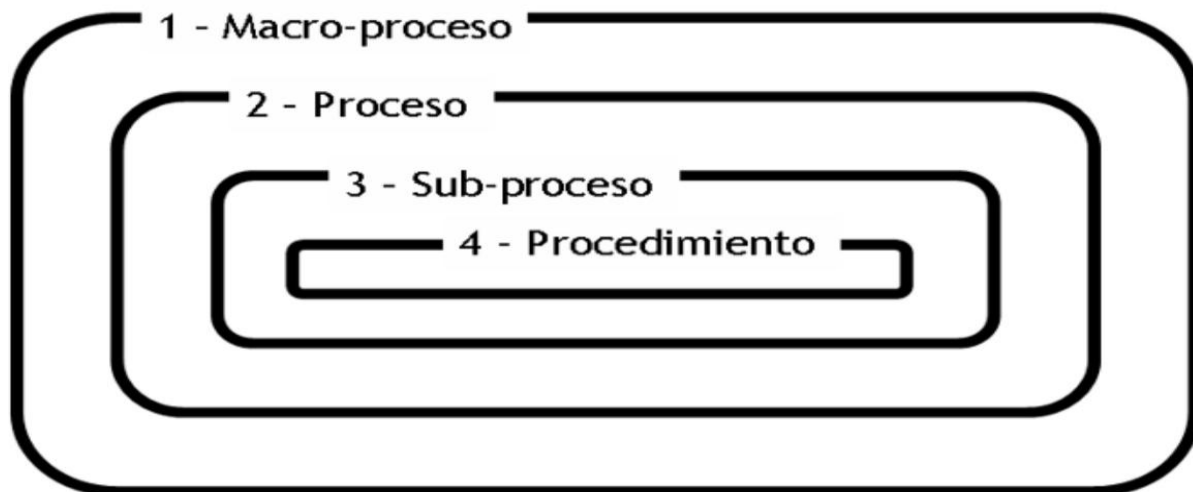 1 - Macro-proceso
2 - Proceso
3 - Sub-proceso
4 - Procedimiento